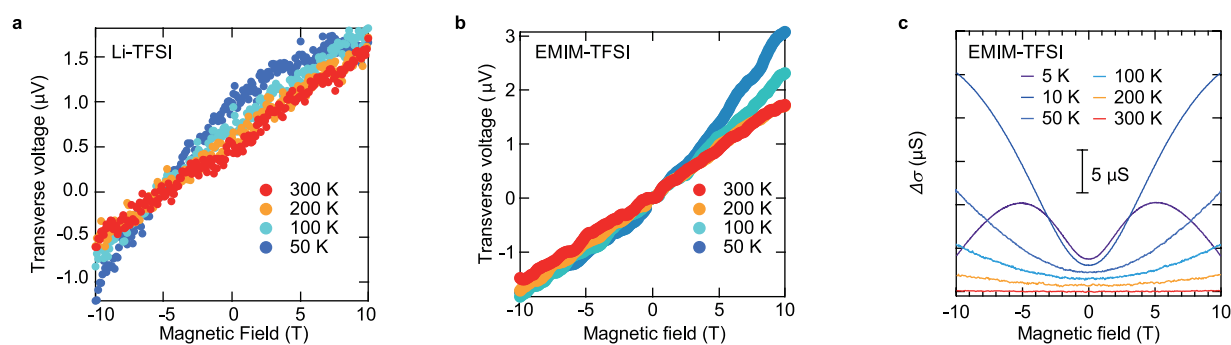 a
Li-TFSI
Transverse voltage (µV)
1.5
1.0
0.5
0.0
-0.5
-1.0
300 K
200 K
100 K
50 K
-10
-5
0
5
10
Magnetic Field (T)
b
EMIM-TFSI
Transverse voltage (µV)
3
2
1
0
-1
300 K
200 K
100 K
50 K
-10
-5
0
5
10
Magnetic field (T)
c
EMIM-TFSI
Δσ (µS)
5 K
10 K
50 K
100 K
200 K
300 K
5 µS
-10
-5
0
5
10
Magnetic field (T)